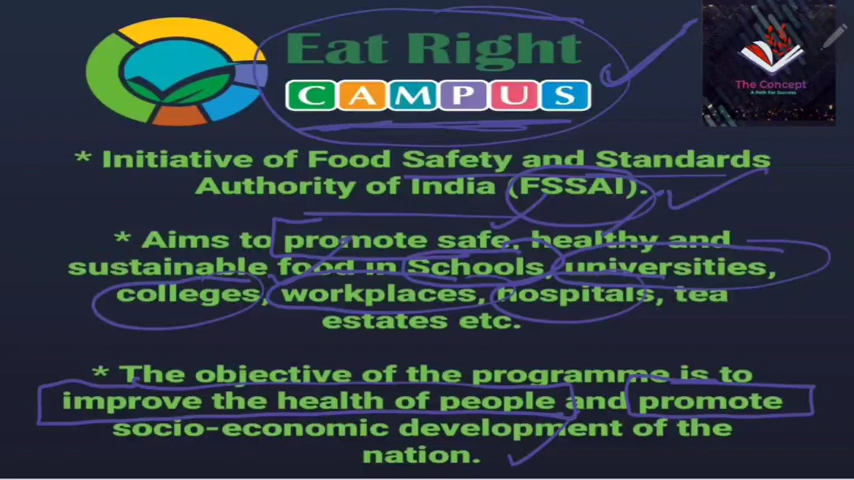 Eat Right
CAMPUS
The Concept
A Path For Success
* Initiative of Food Safety and Standards
Authority of India (FSSAI).
* Aims to promote safe, healthy and
sustainable food in Schools, universities,
colleges, workplaces, hospitals, tea
estates etc.
* The objective of the programme is to
improve the health of people and promote
socio-economic development of the
nation.